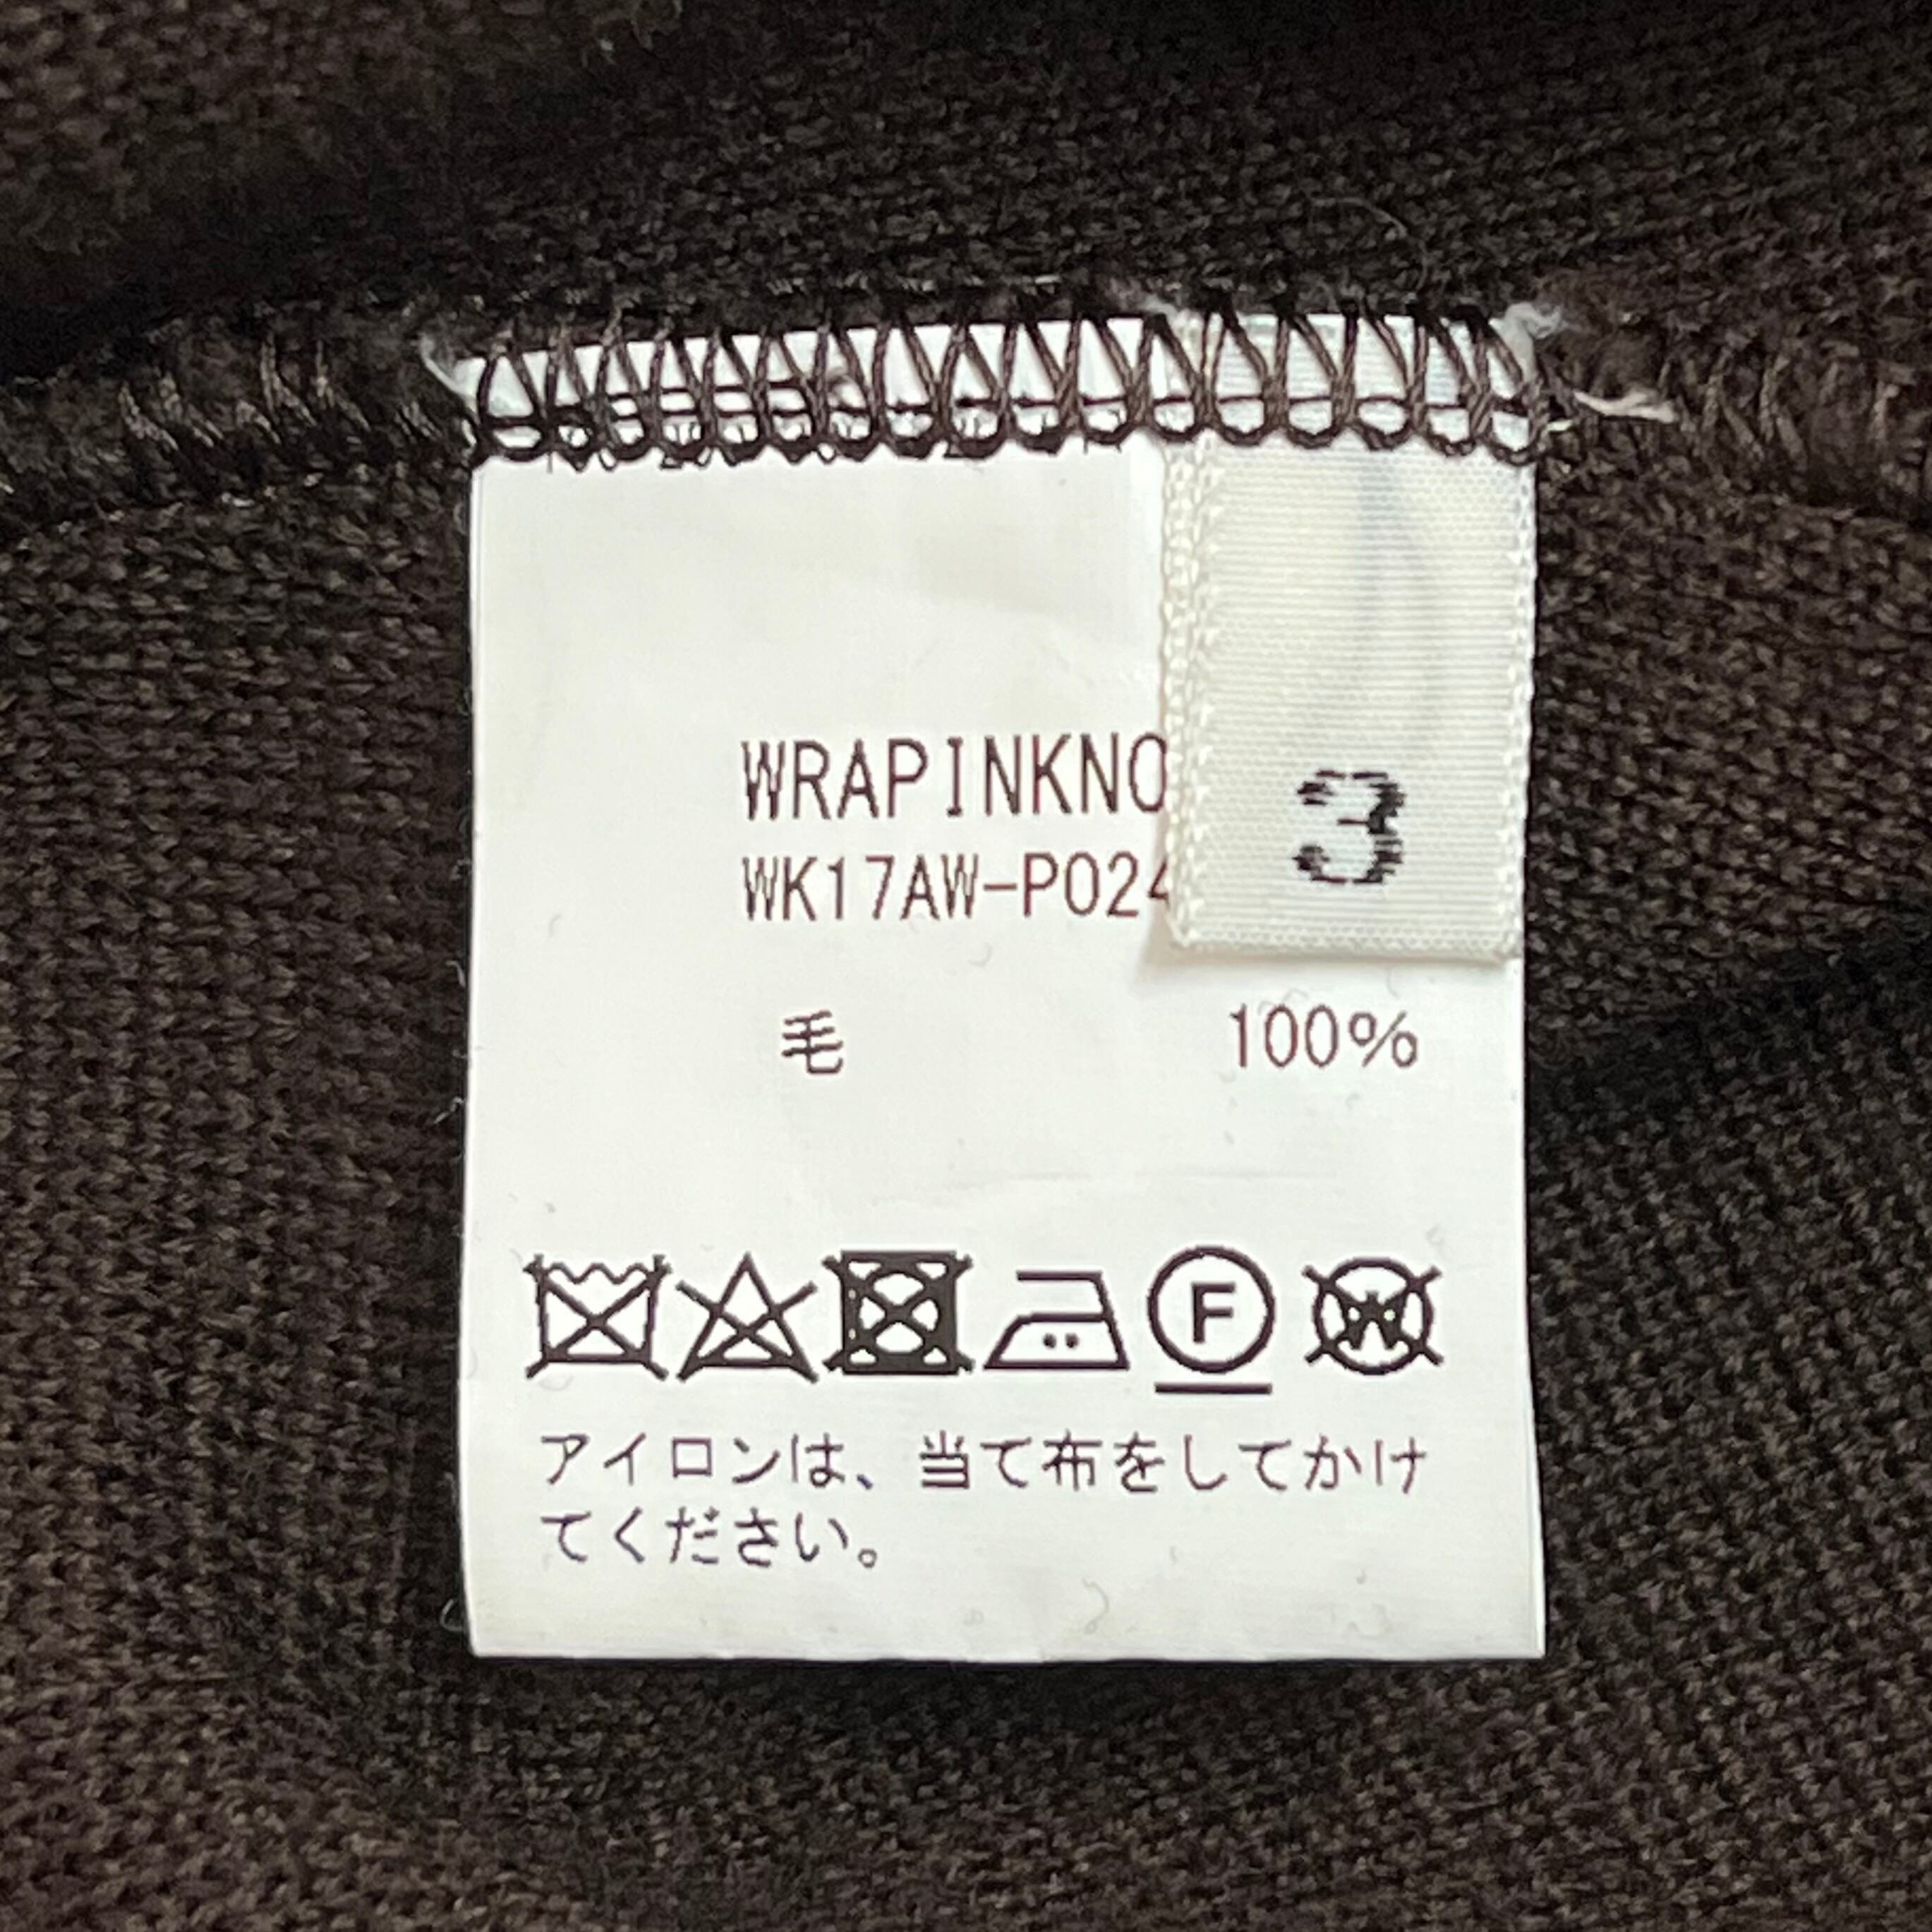 WRAPINKNO
WK17AW-P024
3
毛 100%
F W
アイロンは、当て布をしてかけ
てください。